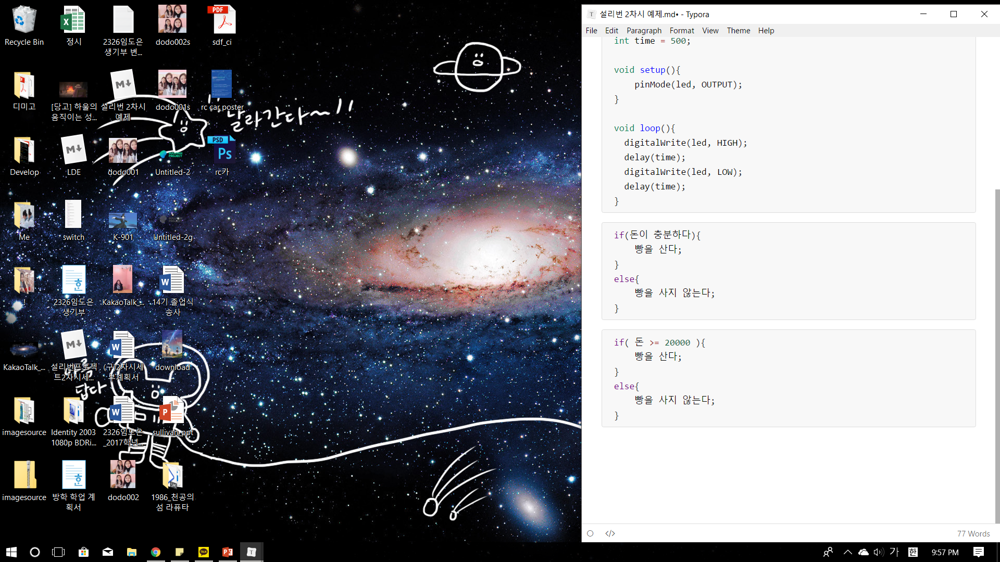 Recycle Bin
정시
2326임도은
생기부 변...
dodo002s
PDF
sdf_ci
디미고
[당고] 하울의
움직이는 성...
M
설리번 2차시
예제
dodo001s
rc car poster
날라간다~!!
Develop
M
LDE
dodo001
Untitled-2
PSD
Ps
rc카
Me
switch
K-901
Untitled-2g
!
한
2326임도은
생기부
KakaoTalk_...
W
14기 졸업식
송사
KakaoTalk_...
M
설리번프로젝
트2차시세...
W
(구)2차시세
부계획서
download
답다
imagesource
Identity 2003
1080p BDRi...
W
2326임도은
_2017학년...
P
sullivan_ppt
imagesource
방학 학업 계
획서
dodo002
1986_천공의
섬 라퓨타
T 설리번 2차시 예제.md• - Typora
File Edit Paragraph Format View Theme Help
int time = 500;
void setup(){
pinMode(led, OUTPUT);
}
void loop(){
digitalWrite(led, HIGH);
delay(time);
digitalWrite(led, LOW);
delay(time);
}
if(돈이 충분하다){
빵을 산다;
}
else{
빵을 사지 않는다;
}
if( 돈 >= 20000 ){
빵을 산다;
}
else{
빵을 사지 않는다;
}
</> 77 Words
TALK
가 한 9:57 PM